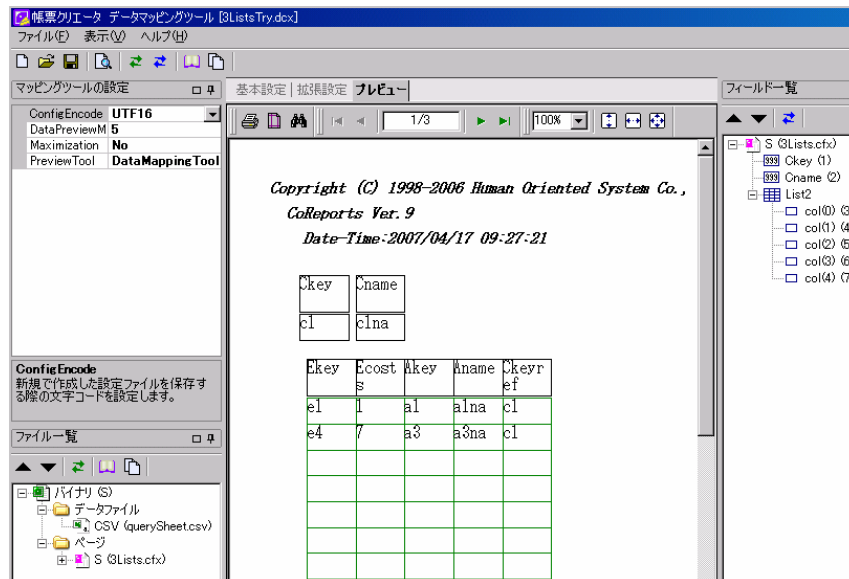 帳票クリエータ データマッピングツール [3ListsTry.dcx]
ファイル(F) 表示(V) ヘルプ(H)
マッピングツールの設定
ConfigEncode UTF16
DataPreviewM 5
Maximization No
PreviewTool DataMappingTool
ConfigEncode
新規で作成した設定ファイルを保存す
る際の文字コードを設定します。
ファイル一覧
バイナリ (S)
データファイル
CSV (querySheet.csv)
ページ
S (3Lists.cfx)
基本設定 拡張設定 プレビュー
1/3
100%
Copyright (C) 1998-2006 Human Oriented System Co.,
CoReports Ver. 9
Date-Time:2007/04/17 09:27:21
Ckey Cname
c1 c1na
Ekey Ecosts Akey Aname Ckeyref
e1 1 a1 a1na c1
e4 7 a3 a3na c1
フィールド一覧
S (3Lists.cfx)
Ckey (1)
Cname (2)
List2
col(0) (3
col(1) (4
col(2) (5
col(3) (6
col(4) (7